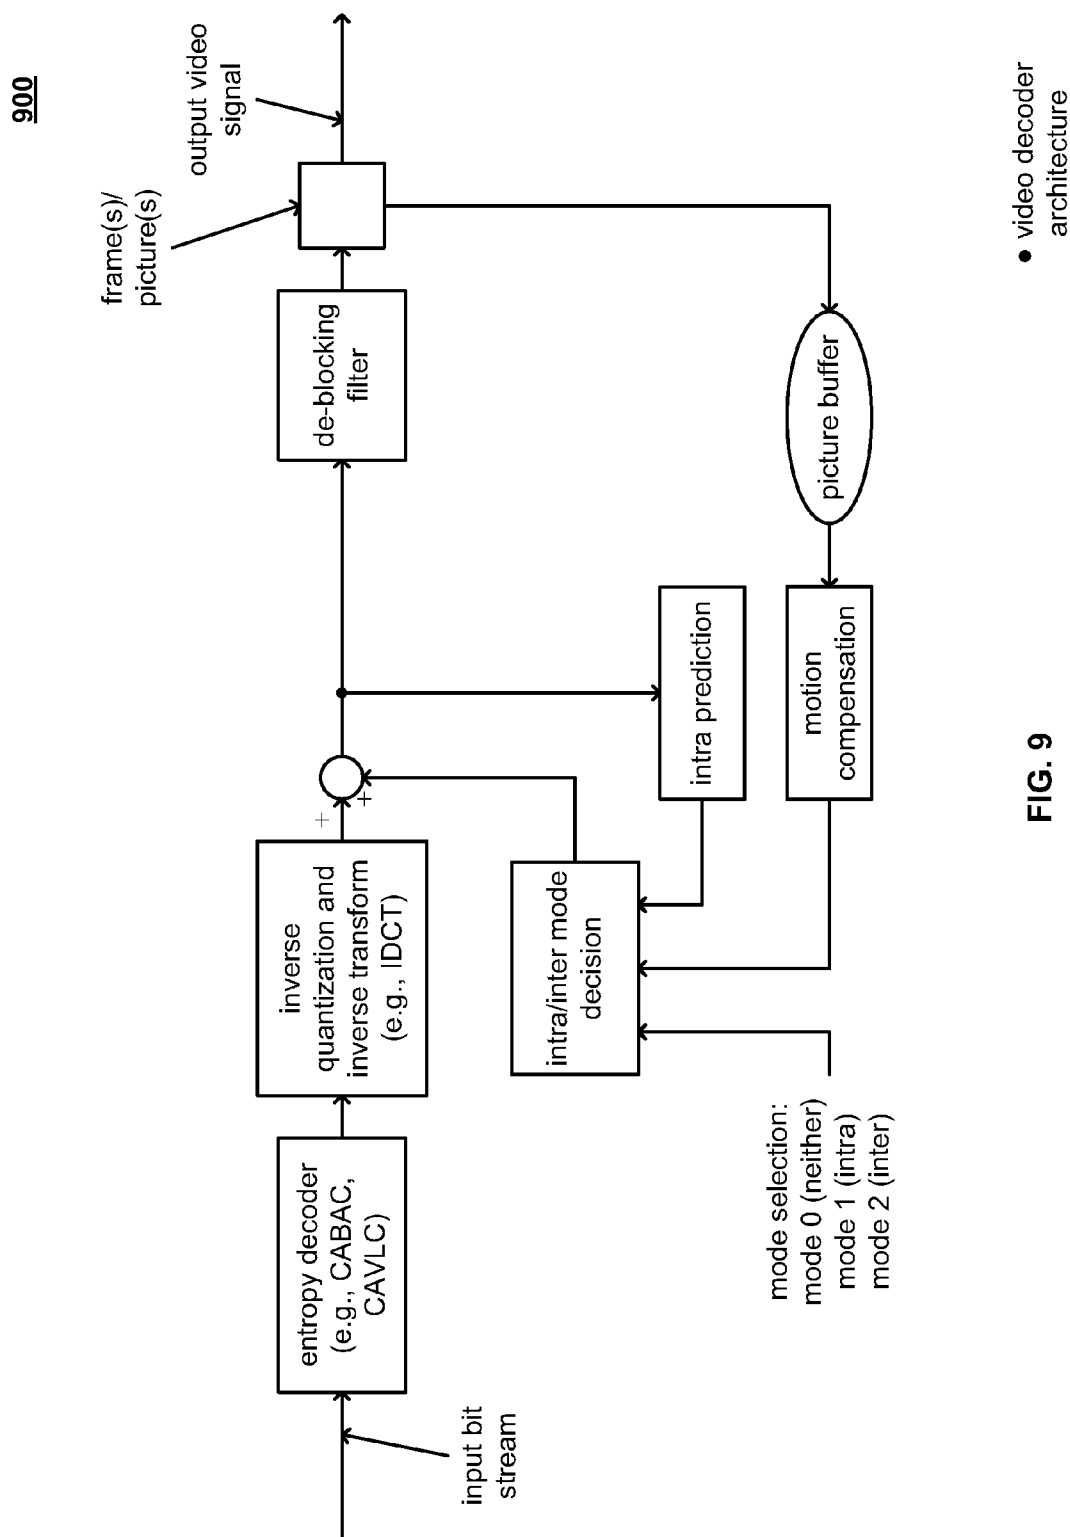 900
input bit
stream
entropy decoder
(e.g., CABAC,
CAVLC)
inverse
quantization and
inverse transform
(e.g., IDCT)
+
+
de-blocking
filter
frame(s)/
picture(s)
output video
signal
intra/inter mode
decision
intra prediction
motion
compensation
picture buffer
mode selection:
mode 0 (neither)
mode 1 (intra)
mode 2 (inter)
FIG. 9
● video decoder
architecture